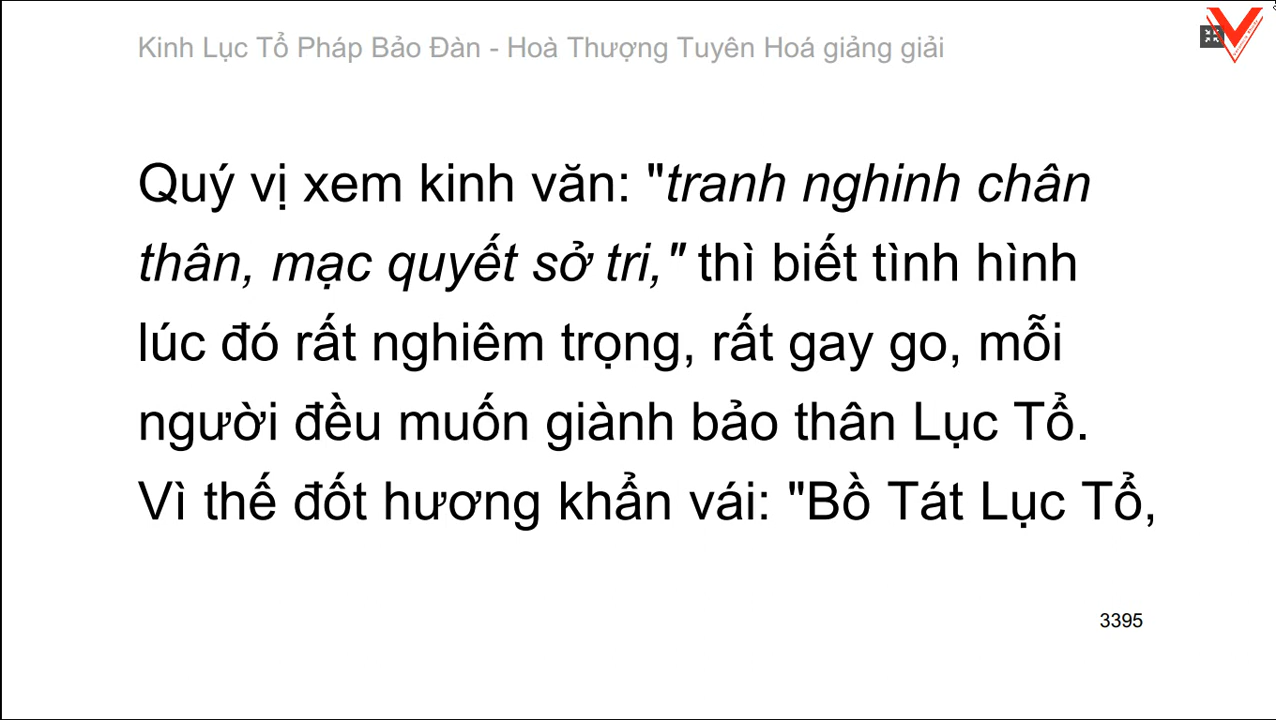 Kinh Lục Tổ Pháp Bảo Đàn - Hoà Thượng Tuyên Hoá giảng giải
Quý vị xem kinh văn: "tranh nghinh chân
thân, mạc quyết sở tri," thì biết tình hình
lúc đó rất nghiêm trọng, rất gay go, mỗi
người đều muốn giành bảo thân Lục Tổ.
Vì thế đốt hương khẩn vái: "Bồ Tát Lục Tổ,
3395